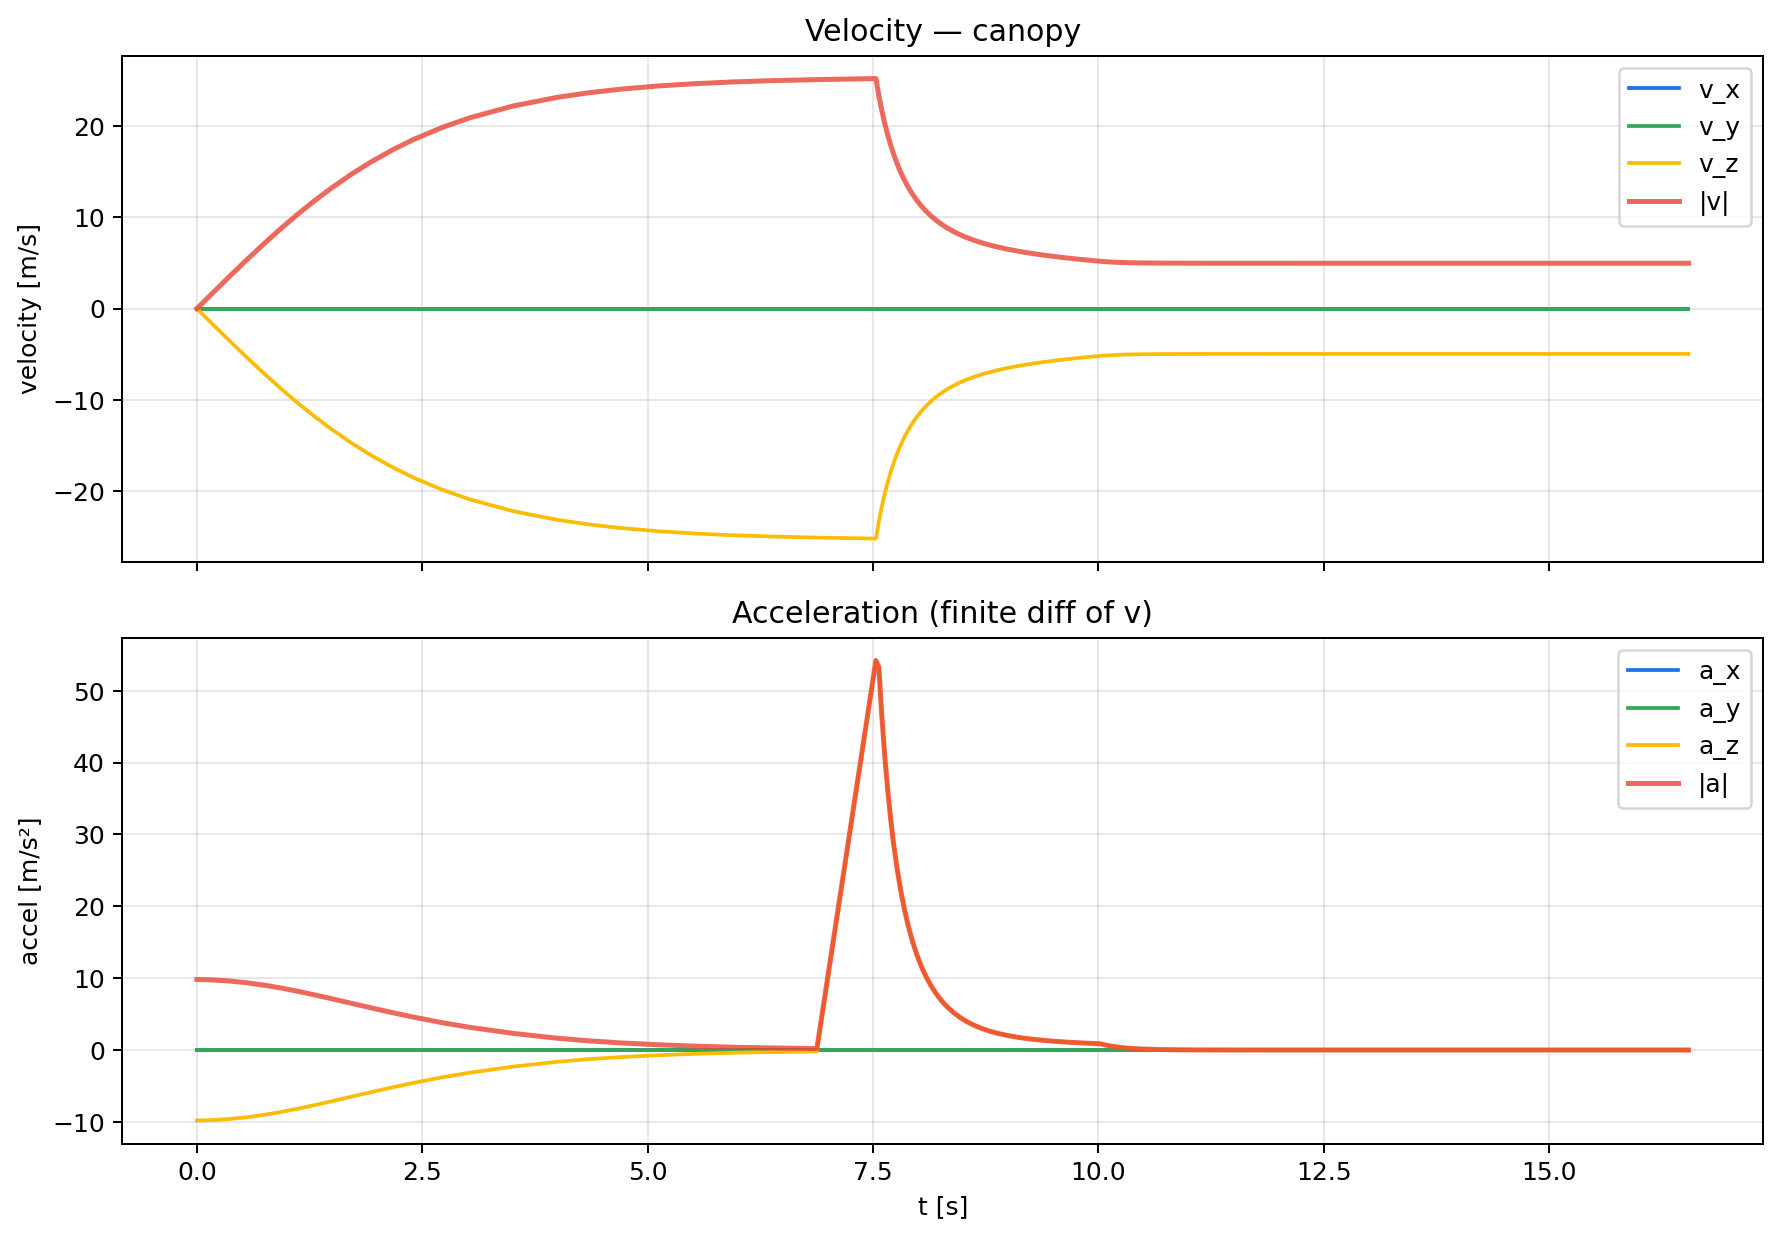 Velocity — canopy
velocity [m/s]
20
10
0
−10
−20
v_x
v_y
v_z
|v|
Acceleration (finite diff of v)
accel [m/s²]
50
40
30
20
10
0
−10
a_x
a_y
a_z
|a|
0.0 2.5 5.0 7.5 10.0 12.5 15.0
t [s]